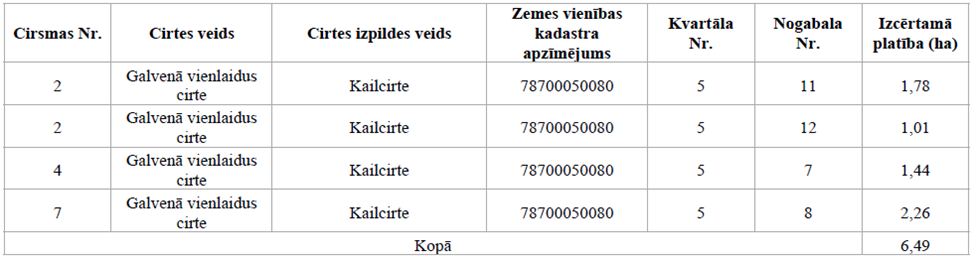 Cirsmas Nr. Cirtes veids Cirtes izpildes veids Zemes vienības kadastra apzīmējums Kvartāla Nr. Nogabala Nr. Izcērtamā platība (ha)
2 Galvenā vienlaidus cirte Kailcirte 78700050080 5 11 1,78
2 Galvenā vienlaidus cirte Kailcirte 78700050080 5 12 1,01
4 Galvenā vienlaidus cirte Kailcirte 78700050080 5 7 1,44
7 Galvenā vienlaidus cirte Kailcirte 78700050080 5 8 2,26
Kopā 6,49